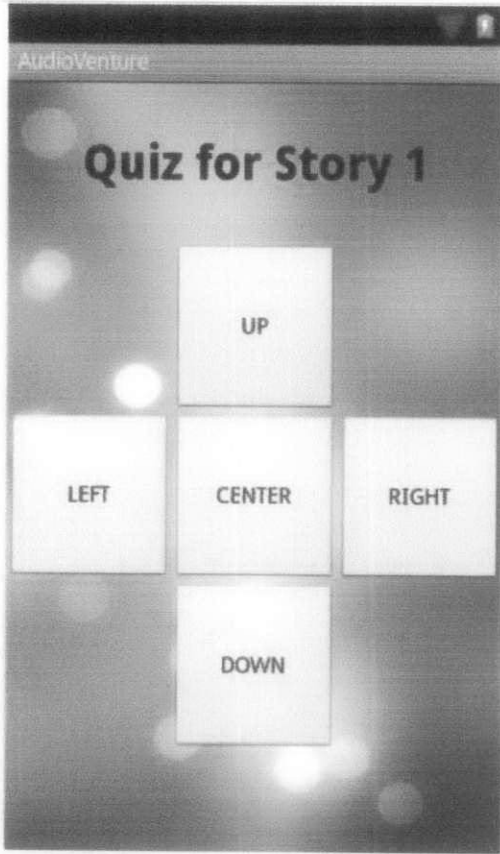 AudioVenture
Quiz for Story 1
UP
LEFT CENTER RIGHT
DOWN